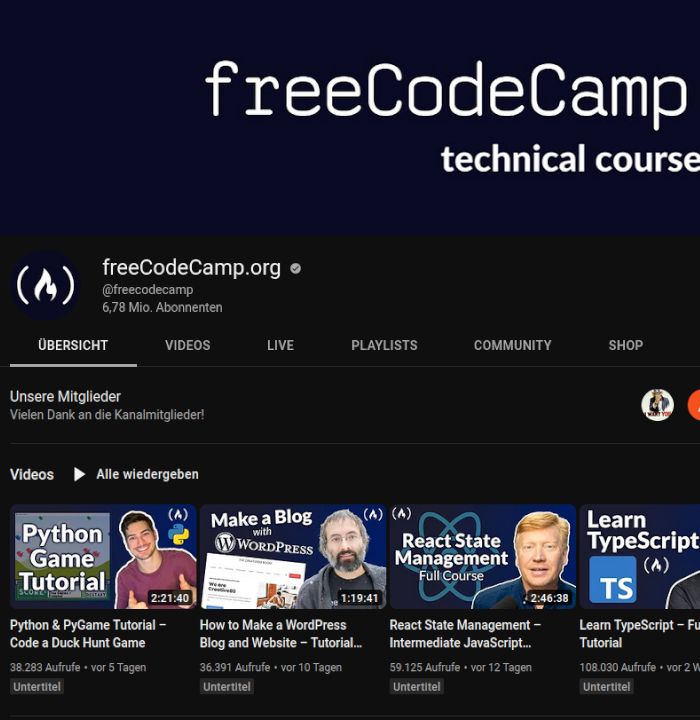 freeCodeCamp
technical course
freeCodeCamp.org
@freecodecamp
6,78 Mio. Abonnenten
ÜBERSICHT VIDEOS LIVE PLAYLISTS COMMUNITY SHOP
Unsere Mitglieder
Vielen Dank an die Kanalmitglieder!
Videos Alle wiedergeben
Python
Game
Tutorial
SCORE
2:21:40
Make a Blog
with
WORDPRESS
We are
1:19:41
React State
Management
Full Course
2:46:38
Learn
TypeScript
TS
Python & PyGame Tutorial –
Code a Duck Hunt Game
38.283 Aufrufe • vor 5 Tagen
Untertitel
How to Make a WordPress
Blog and Website – Tutorial...
36.391 Aufrufe • vor 10 Tagen
Untertitel
React State Management –
Intermediate JavaScript...
59.125 Aufrufe • vor 12 Tagen
Untertitel
Learn TypeScript – Fu
Tutorial
108.030 Aufrufe • vor 2 W
Untertitel